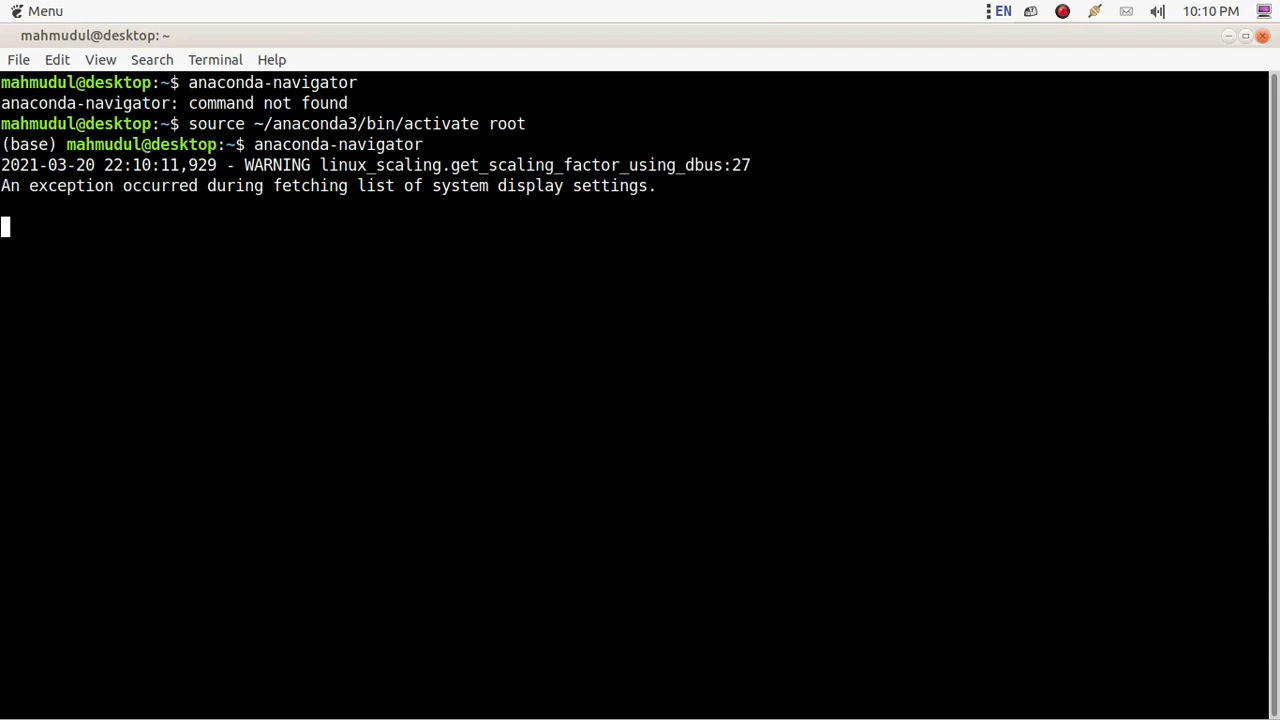 Menu
EN
10:10 PM
mahmudul@desktop: ~
File Edit View Search Terminal Help
mahmudul@desktop:~$ anaconda-navigator
anaconda-navigator: command not found
mahmudul@desktop:~$ source ~/anaconda3/bin/activate root
(base) mahmudul@desktop:~$ anaconda-navigator
2021-03-20 22:10:11,929 - WARNING linux_scaling.get_scaling_factor_using_dbus:27
An exception occurred during fetching list of system display settings.